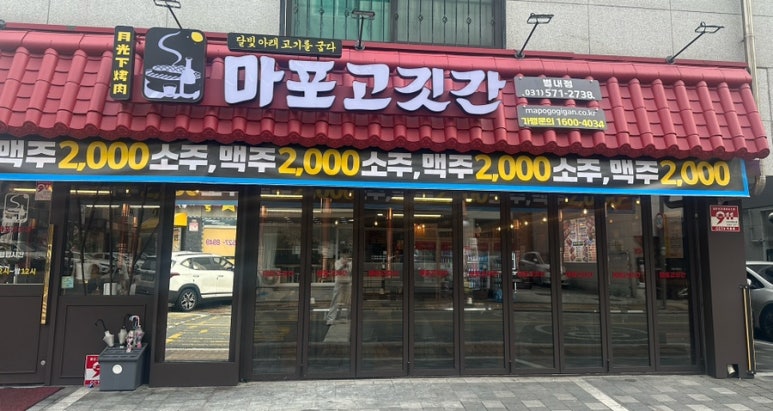 月光下烤肉
달빛 아래 고기를 굽다
마포고깃간
별내점
031)571-2738
mapogogigan.co.kr
가맹문의 1600-4034
맥주2,000 소주,맥주2,000 소주,맥주2,000 소주,맥주2,000